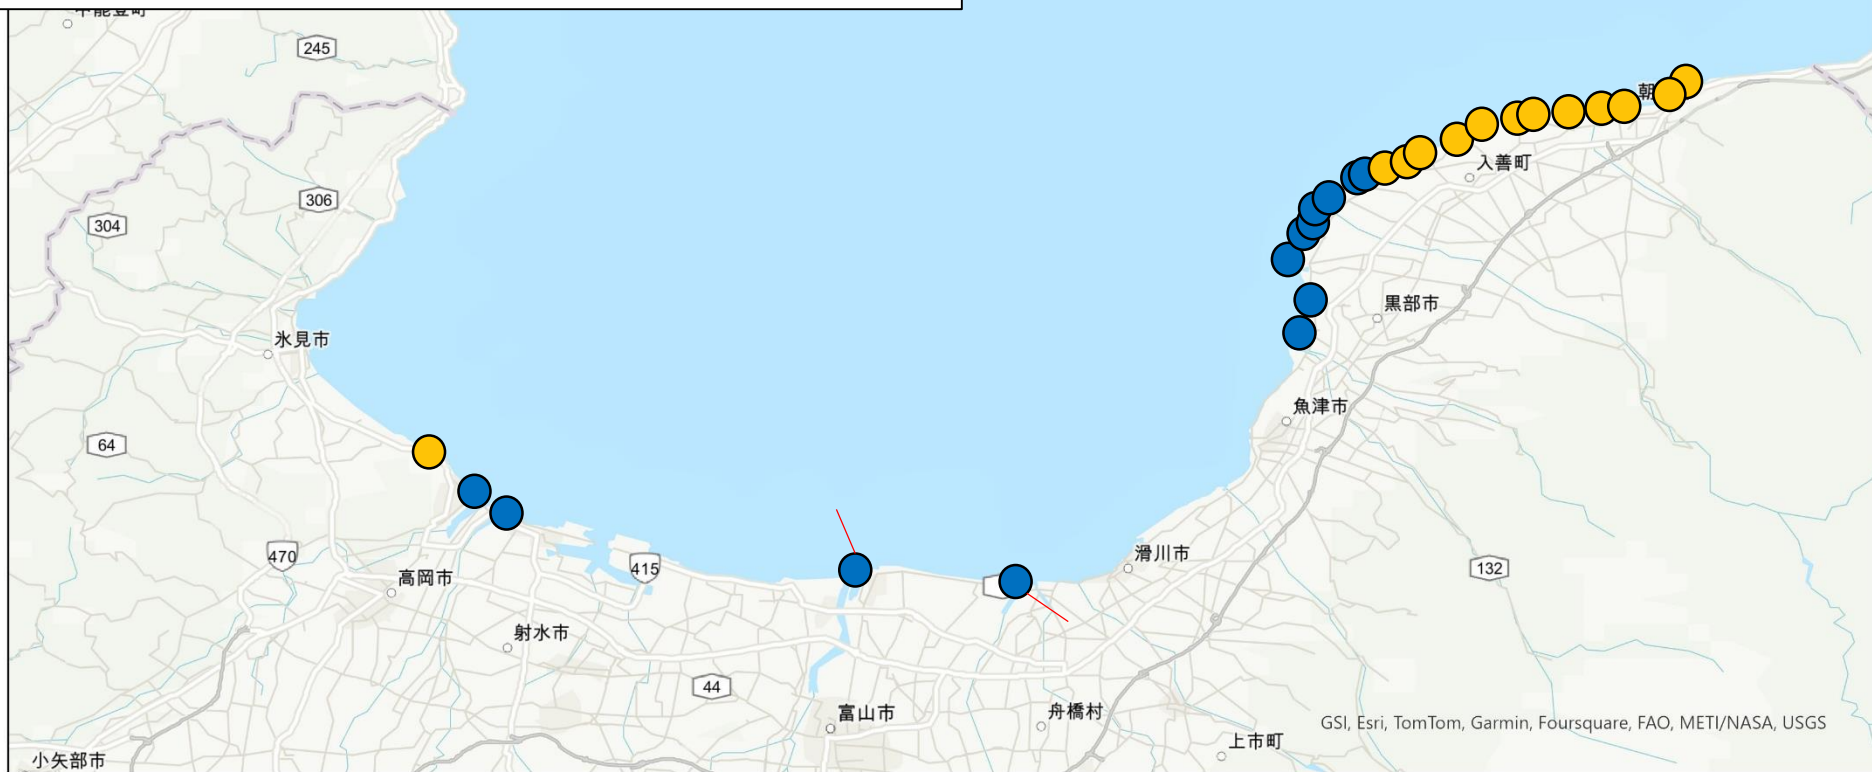 245
朝
入善町
306
304
黒部市
氷見市
魚津市
64
470
415
滑川市
132
高岡市
射水市
44
富山市
舟橋村
GSI, Esri, TomTom, Garmin, Foursquare, FAO, METI/NASA, USGS
上市町
小矢部市